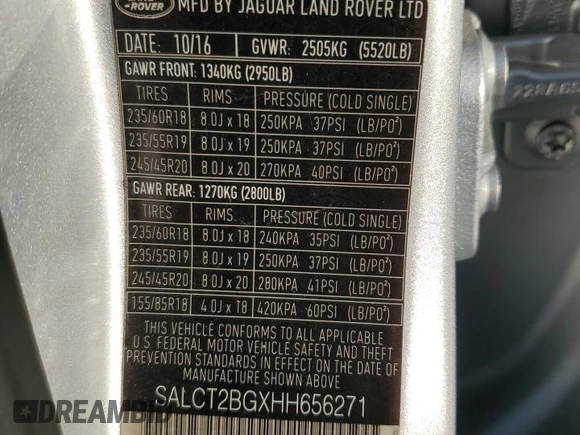 LAND
-ROVER
MFD BY JAGUAR LAND ROVER LTD
DATE: 10/16 GVWR: 2505KG (5520LB)
GAWR FRONT: 1340KG (2950LB)
TIRES RIMS PRESSURE (COLD SINGLE)
235/60R18 8.0J x 18 250KPA 37PSI (LB/PO²)
235/55R19 8.0J x 19 250KPA 37PSI (LB/PO²)
245/45R20 8.0J x 20 270KPA 40PSI (LB/PO²)
GAWR REAR: 1270KG (2800LB)
TIRES RIMS PRESSURE (COLD SINGLE)
235/60R18 8.0J x 18 240KPA 35PSI (LB/PO²)
235/55R19 8.0J x 19 250KPA 37PSI (LB/PO²)
245/45R20 8.0J x 20 280KPA 41PSI (LB/PO²)
155/85R18 4.0J x 18 420KPA 60PSI (LB/PO²)
THIS VEHICLE CONFORMS TO ALL APPLICABLE
U.S FEDERAL MOTOR VEHICLE SAFETY AND THEFT
PREVENTION STANDARDS IN EFFECT ON THE DATE
OF MANUFACTURE SHOWN ABOVE
SALCT2BGXHH656271
DREAMBID